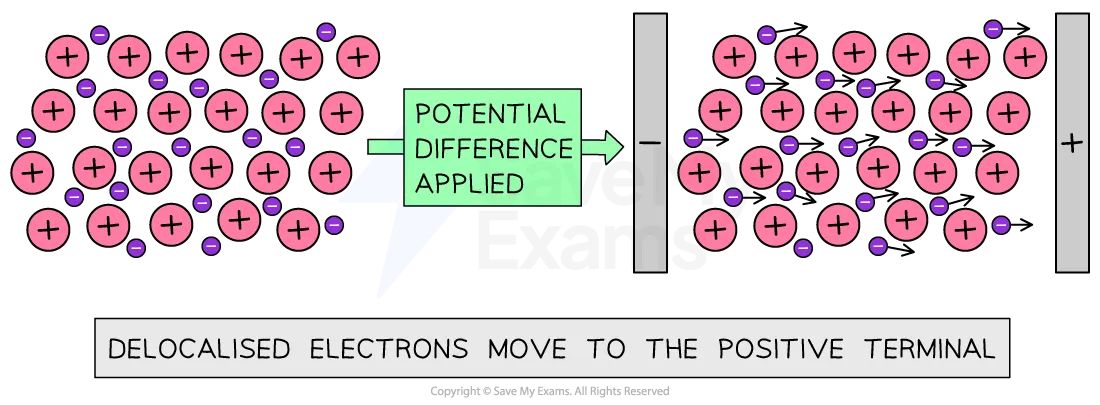 POTENTIAL
DIFFERENCE
APPLIED
Save My
Exams
DELOCALISED ELECTRONS MOVE TO THE POSITIVE TERMINAL
Copyright © Save My Exams. All Rights Reserved